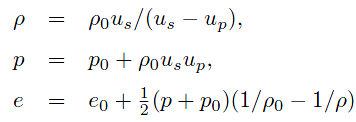 ρ = ρ₀uₛ/(uₛ − uₚ),
p = p₀ + ρ₀uₛuₚ,
e = e₀ + ½(p + p₀)(1/ρ₀ − 1/ρ)